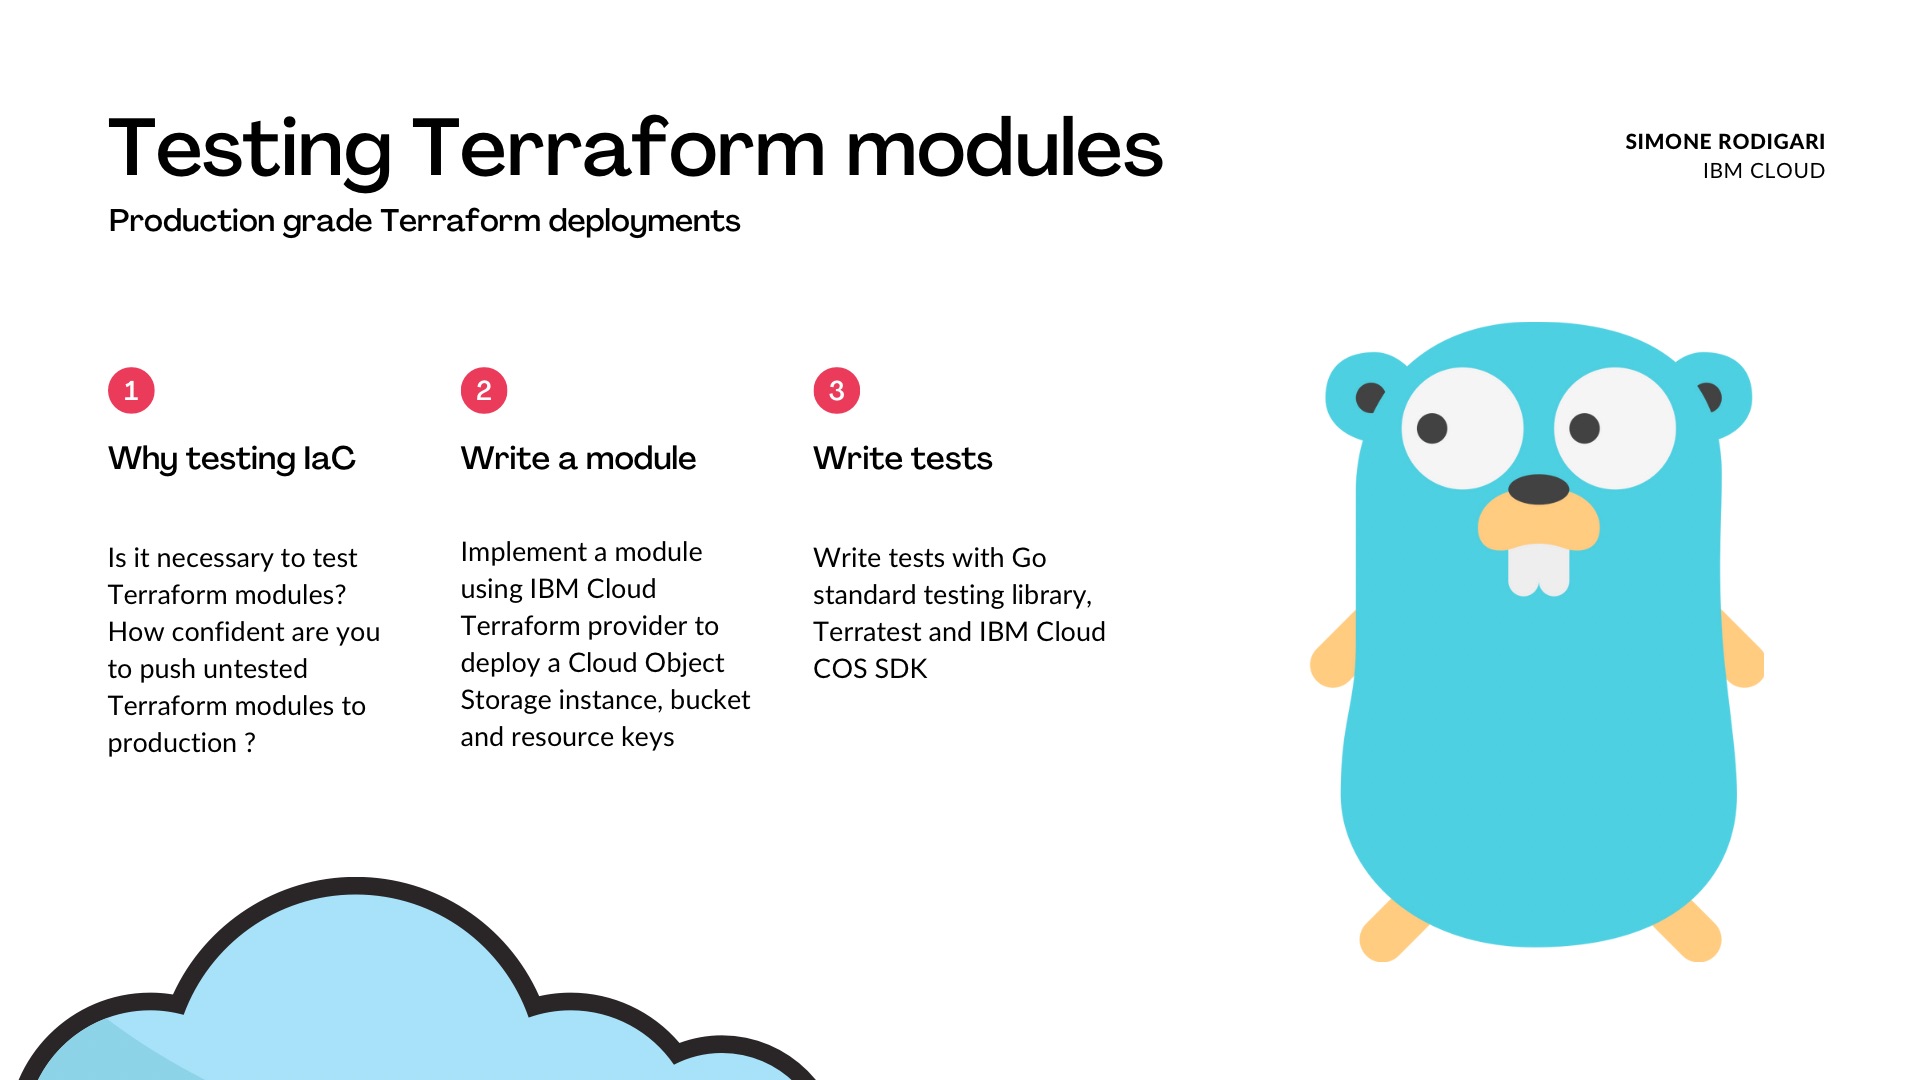 Testing Terraform modules
Production grade Terraform deployments
SIMONE RODIGARI
IBM CLOUD
1
Why testing IaC
Is it necessary to test
Terraform modules?
How confident are you
to push untested
Terraform modules to
production ?
2
Write a module
Implement a module
using IBM Cloud
Terraform provider to
deploy a Cloud Object
Storage instance, bucket
and resource keys
3
Write tests
Write tests with Go
standard testing library,
Terratest and IBM Cloud
COS SDK